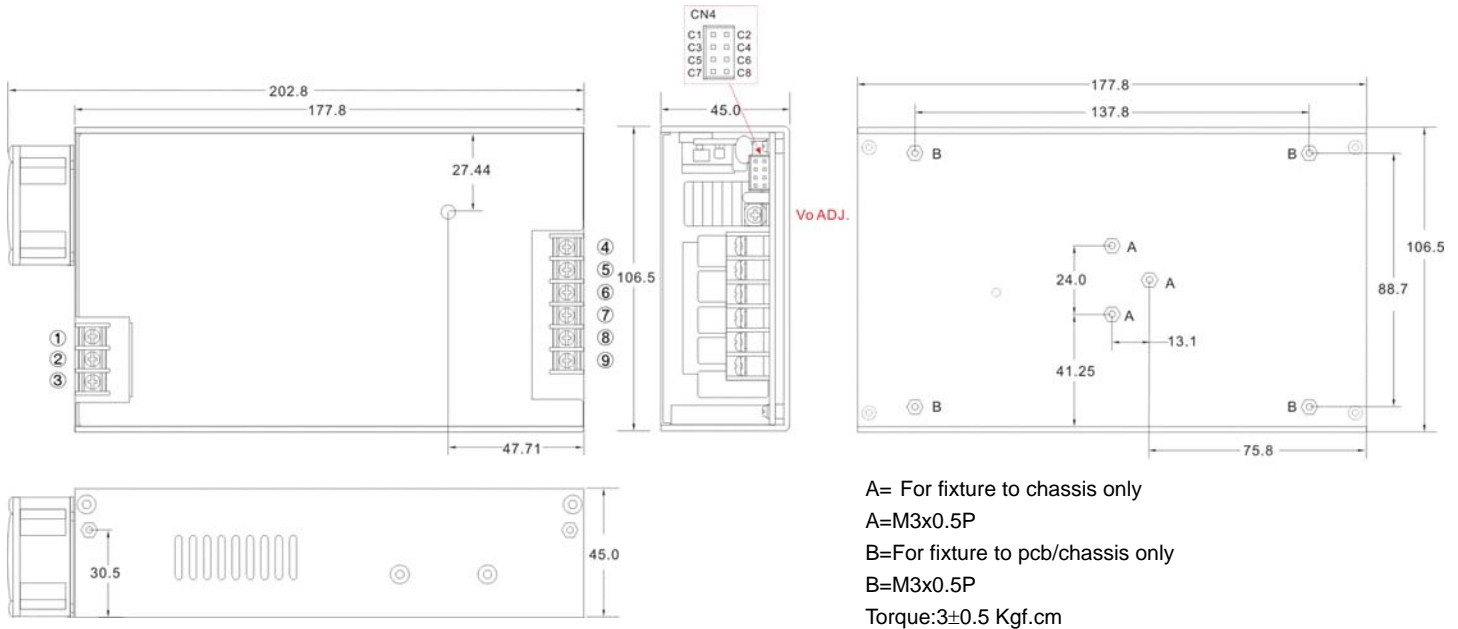 CN4
C1 C2
C3 C4
C5 C6
C7 C8
202.8
177.8
27.44
④
⑤
⑥
⑦
⑧
⑨
①
②
③
47.71
106.5
45.0
Vo ADJ.
177.8
137.8
B B
A
24.0
A
A
13.1
41.25
88.7
106.5
B B
75.8
30.5
45.0
A= For fixture to chassis only
A=M3x0.5P
B=For fixture to pcb/chassis only
B=M3x0.5P
Torque:3±0.5 Kgf.cm